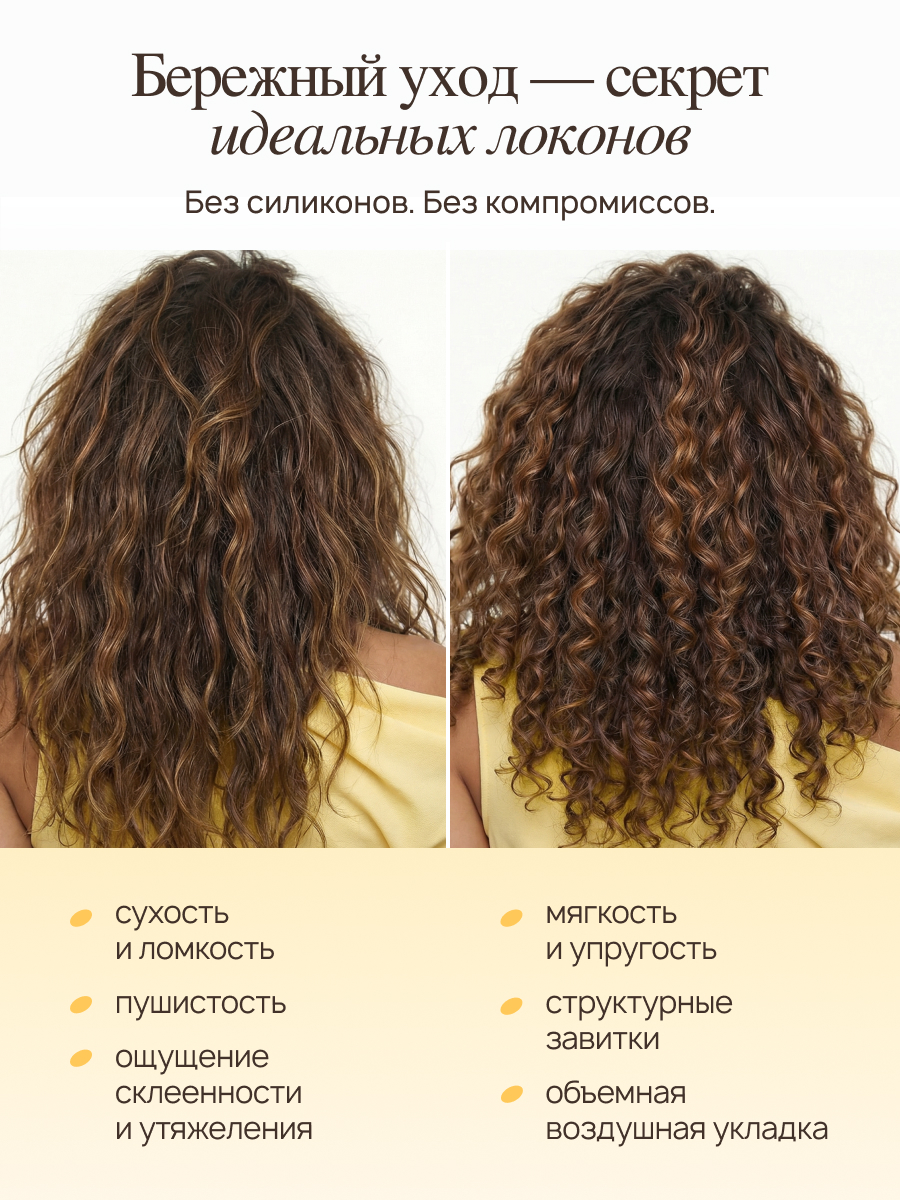 Бережный уход — секрет
идеальных локонов
Без силиконов. Без компромиссов.
сухость
и ломкость
пушистость
ощущение
склеенности
и утяжеления
мягкость
и упругость
структурные
завитки
объемная
воздушная укладка